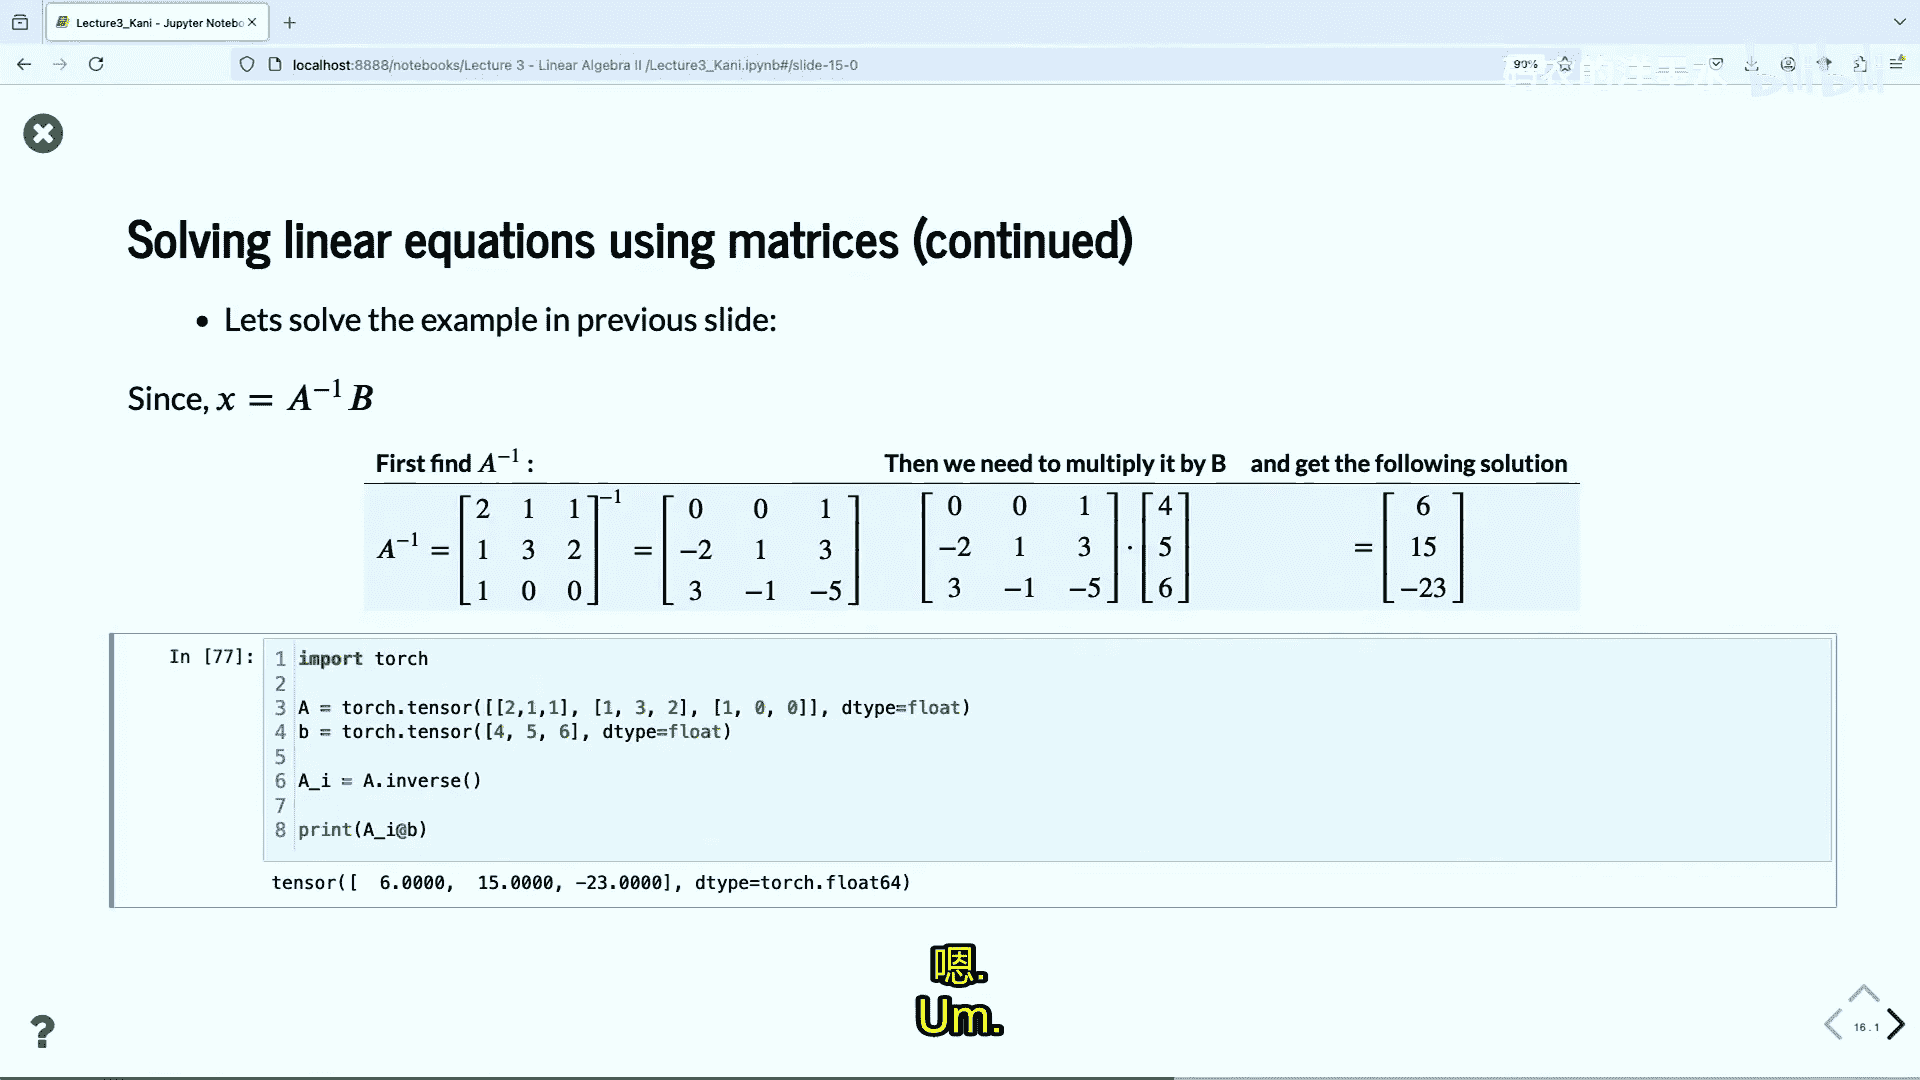 Lecture3_Kani - Jupyter Notebo
localhost:8888/notebooks/Lecture 3 - Linear Algebra II /Lecture3_Kani.ipynb#/slide-15-0
90%
bilibili
Solving linear equations using matrices (continued)
• Lets solve the example in previous slide:
Since, x = A⁻¹ B
First find A⁻¹ : Then we need to multiply it by B and get the following solution
2 1 1 −1 0 0 1 0 0 1 4 6
A⁻¹ = 1 3 2 = −2 1 3 −2 1 3 · 5 = 15
1 0 0 3 −1 −5 3 −1 −5 6 −23
In [77]:
1 import torch
2
3 A = torch.tensor([[2,1,1], [1, 3, 2], [1, 0, 0]], dtype=float)
4 b = torch.tensor([4, 5, 6], dtype=float)
5
6 A_i = A.inverse()
7
8 print(A_i@b)
tensor([ 6.0000, 15.0000, -23.0000], dtype=torch.float64)
嗯.
Um.
?
16.1